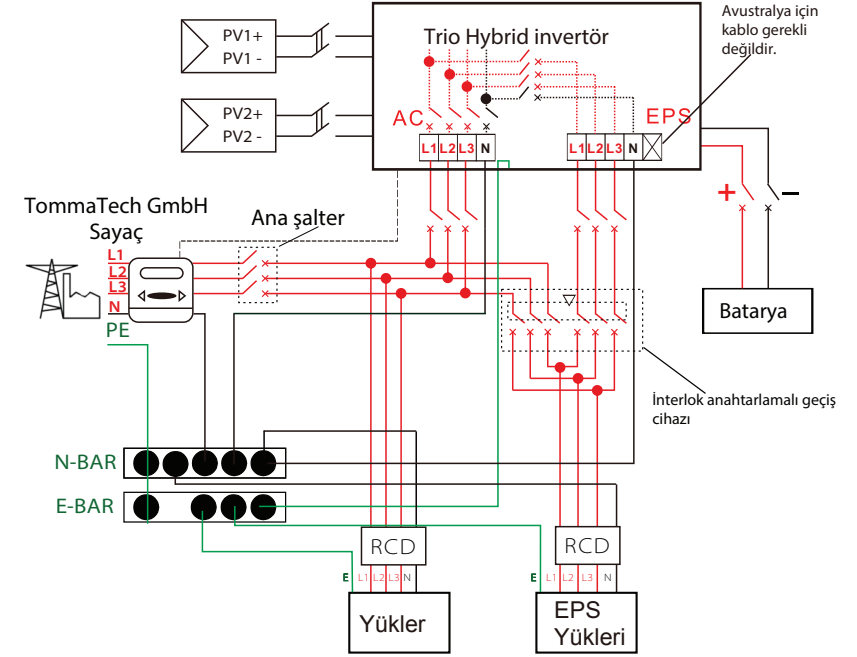 PV1+
PV1 -
PV2+
PV2 -
Trio Hybrid invertör
Avustralya için
kablo gerekli
değildir.
AC
EPS
L1 L2 L3 N
L1 L2 L3 N
+ −
TommaTech GmbH
Sayaç
Ana şalter
L1
L2
L3
N
PE
Batarya
İnterlok anahtarlamalı geçiş
cihazı
N-BAR
E-BAR
RCD
RCD
E L1 L2 L3 N
E L1 L2 L3 N
Yükler
EPS
Yükleri